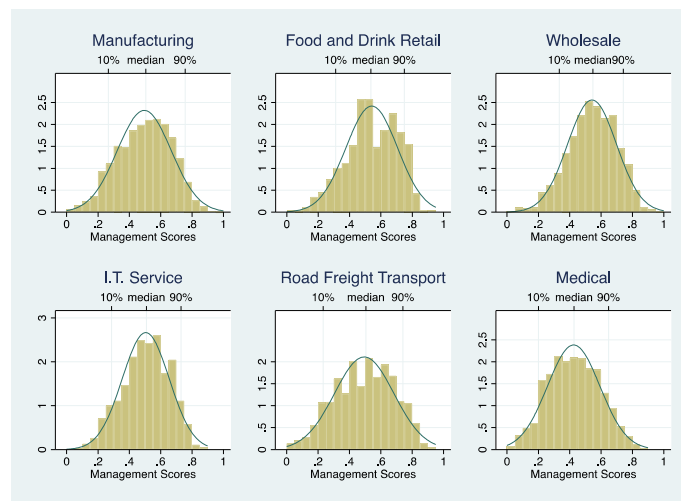 Manufacturing
10% median 90%
2.5
2
1.5
1
.5
0
0 .2 .4 .6 .8 1
Management Scores
Food and Drink Retail
10% median 90%
2.5
2
1.5
1
.5
0
0 .2 .4 .6 .8 1
Management Scores
Wholesale
10% median90%
2.5
2
1.5
1
.5
0
0 .2 .4 .6 .8 1
Management Scores
I.T. Service
10% median 90%
3
2
1
0
0 .2 .4 .6 .8 1
Management Scores
Road Freight Transport
10% median 90%
2
1.5
1
.5
0
0 .2 .4 .6 .8 1
Management Scores
Medical
10% median 90%
2.5
2
1.5
1
.5
0
0 .2 .4 .6 .8 1
Management Scores